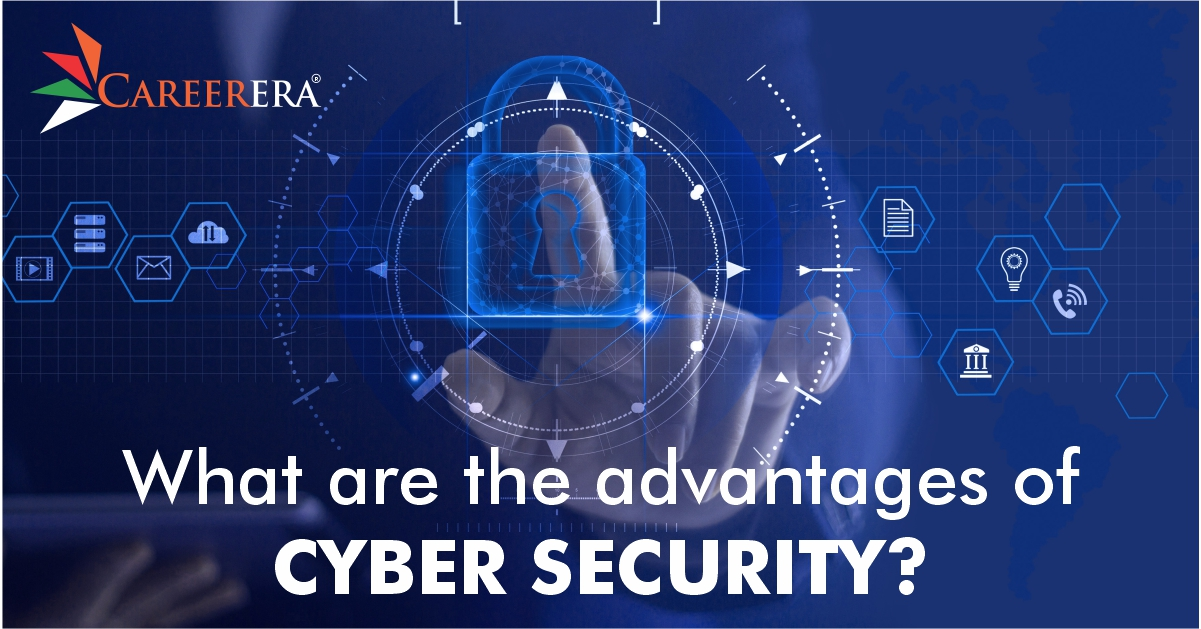 CAREERERA®
What are the advantages of
CYBER SECURITY?